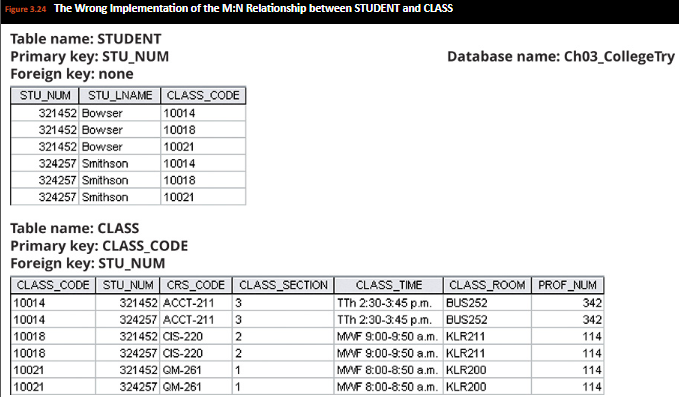 Figure 3.24 The Wrong Implementation of the M:N Relationship between STUDENT and CLASS
Table name: STUDENT
Primary key: STU_NUM Database name: Ch03_CollegeTry
Foreign key: none
STU_NUM STU_LNAME CLASS_CODE
321452 Bowser 10014
321452 Bowser 10018
321452 Bowser 10021
324257 Smithson 10014
324257 Smithson 10018
324257 Smithson 10021
Table name: CLASS
Primary key: CLASS_CODE
Foreign key: STU_NUM
CLASS_CODE STU_NUM CRS_CODE CLASS_SECTION CLASS_TIME CLASS_ROOM PROF_NUM
10014 321452 ACCT-211 3 TTh 2:30-3:45 p.m. BUS252 342
10014 324257 ACCT-211 3 TTh 2:30-3:45 p.m. BUS252 342
10018 321452 CIS-220 2 MWF 9:00-9:50 a.m. KLR211 114
10018 324257 CIS-220 2 MWF 9:00-9:50 a.m. KLR211 114
10021 321452 QM-261 1 MWF 8:00-8:50 a.m. KLR200 114
10021 324257 QM-261 1 MWF 8:00-8:50 a.m. KLR200 114